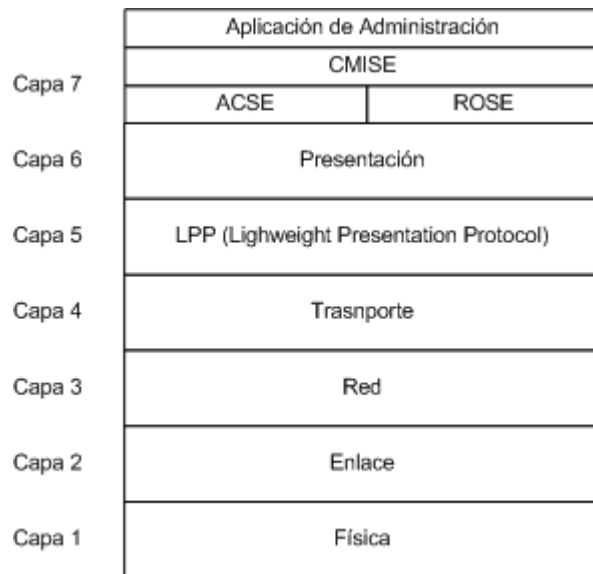 Aplicación de Administración
CMISE
Capa 7
ACSE ROSE
Capa 6 Presentación
Capa 5 LPP (Lighweight Presentation Protocol)
Capa 4 Trasnporte
Capa 3 Red
Capa 2 Enlace
Capa 1 Física